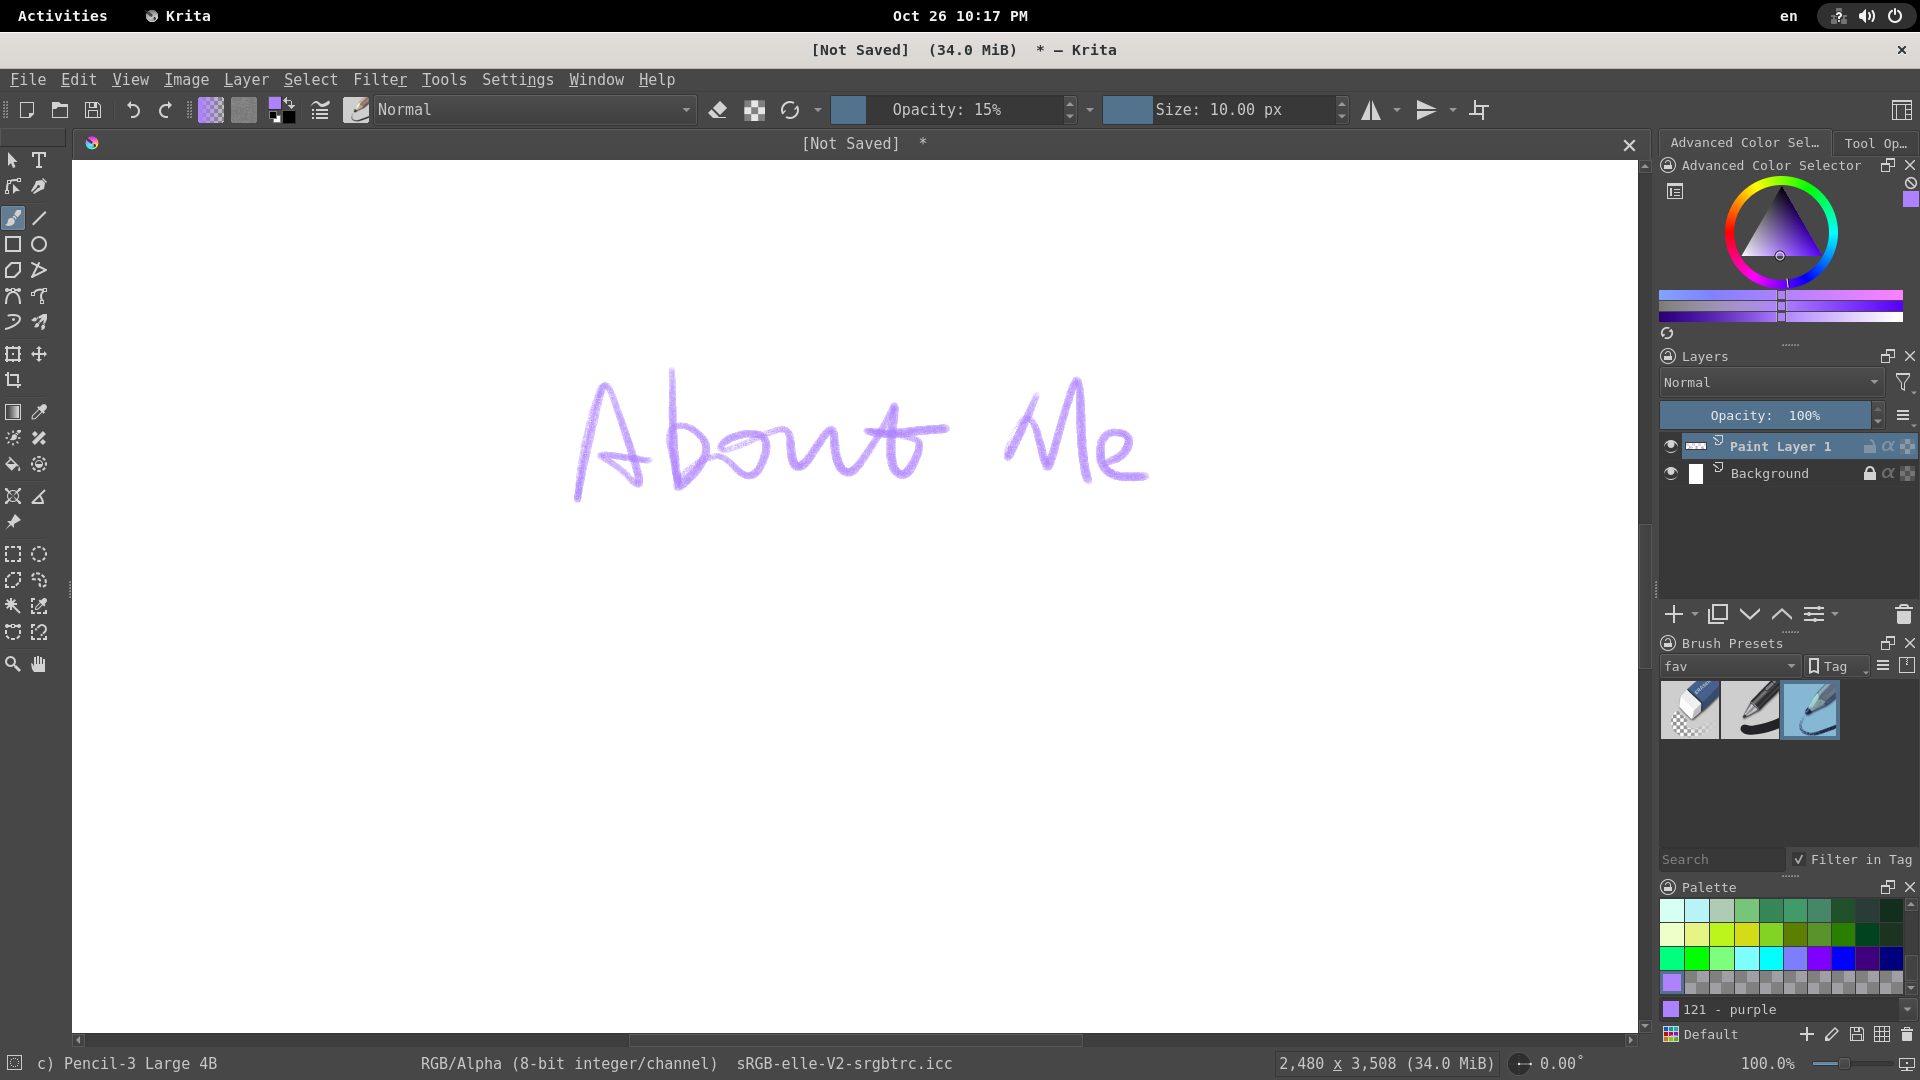 Activities Krita Oct 26 10:17 PM en
[Not Saved] (34.0 MiB) * — Krita
File Edit View Image Layer Select Filter Tools Settings Window Help
Normal Opacity: 15% Size: 10.00 px
[Not Saved] *
Advanced Color Sel... Tool Op...
Advanced Color Selector
Layers
Normal
Opacity: 100%
Paint Layer 1
Background
About Me
Brush Presets
fav Tag
Search Filter in Tag
Palette
121 - purple
Default
c) Pencil-3 Large 4B RGB/Alpha (8-bit integer/channel) sRGB-elle-V2-srgbtrc.icc 2,480 x 3,508 (34.0 MiB) 0.00° 100.0%